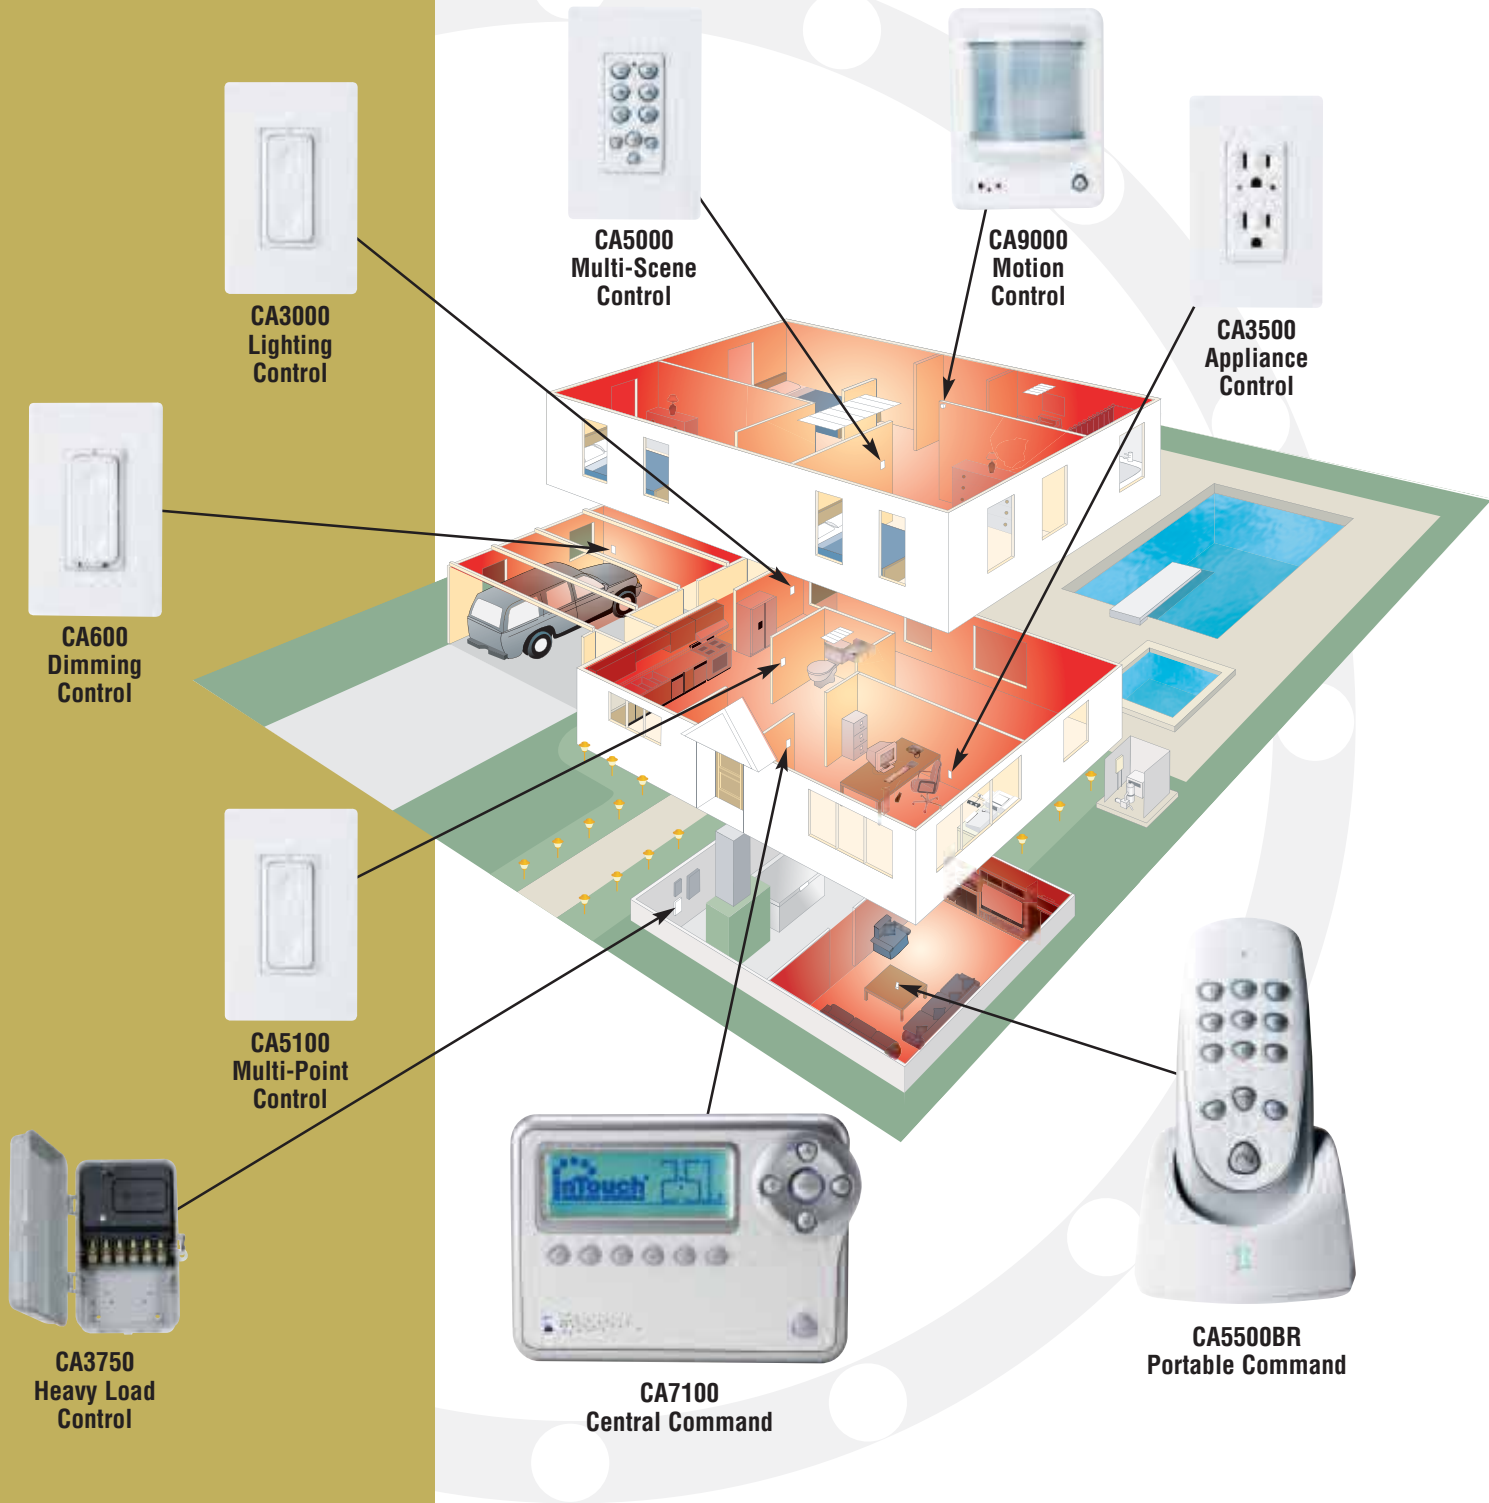 CA5000
Multi-Scene
Control
CA9000
Motion
Control
CA3000
Lighting
Control
CA3500
Appliance
Control
CA600
Dimming
Control
CA5100
Multi-Point
Control
InTouch
CA3750
Heavy Load
Control
CA7100
Central Command
CA5500BR
Portable Command